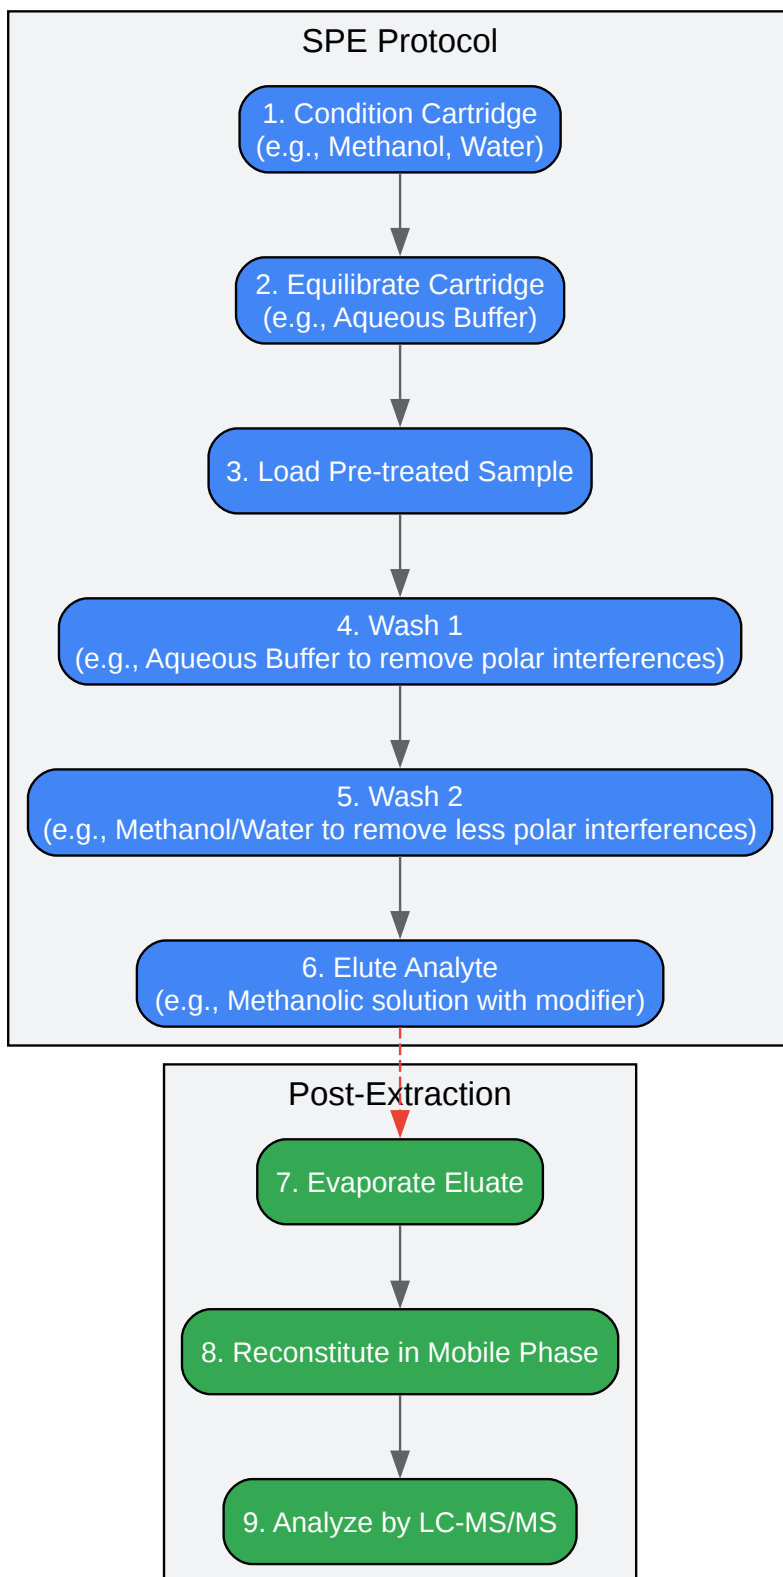 SPE Protocol
1. Condition Cartridge
(e.g., Methanol, Water)
2. Equilibrate Cartridge
(e.g., Aqueous Buffer)
3. Load Pre-treated Sample
4. Wash 1
(e.g., Aqueous Buffer to remove polar interferences)
5. Wash 2
(e.g., Methanol/Water to remove less polar interferences)
6. Elute Analyte
(e.g., Methanolic solution with modifier)
Post-Extraction
7. Evaporate Eluate
8. Reconstitute in Mobile Phase
9. Analyze by LC-MS/MS